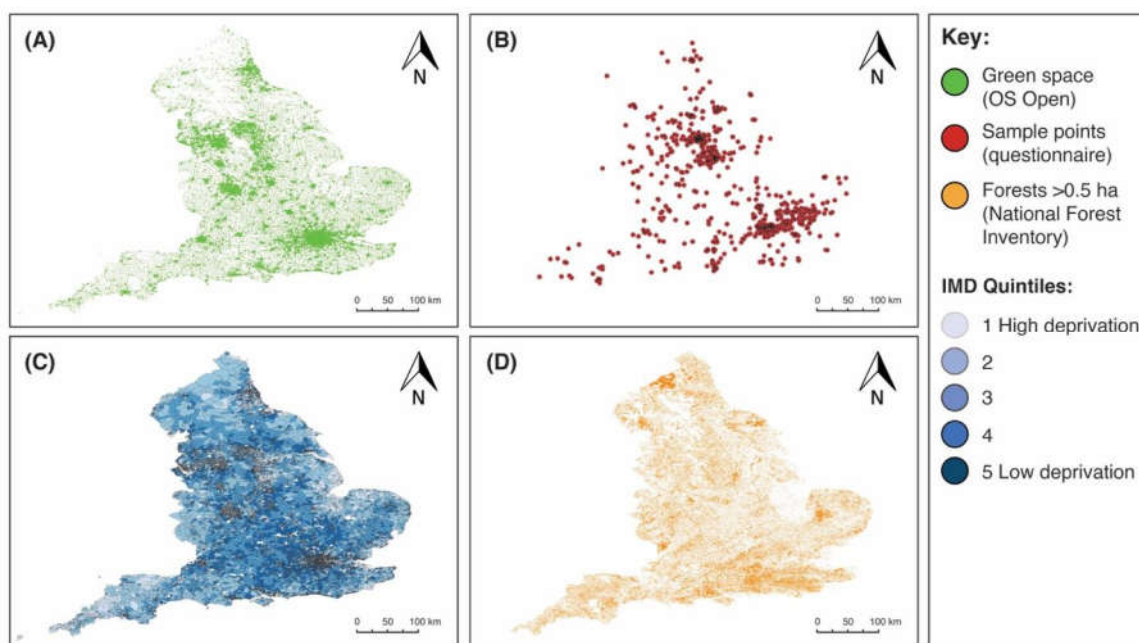 (A)
N
0 50 100 km
(B)
N
0 50 100 km
(C)
N
0 50 100 km
(D)
N
0 50 100 km
Key:
Green space
(OS Open)
Sample points
(questionnaire)
Forests >0.5 ha
(National Forest
Inventory)
IMD Quintiles:
1 High deprivation
2
3
4
5 Low deprivation